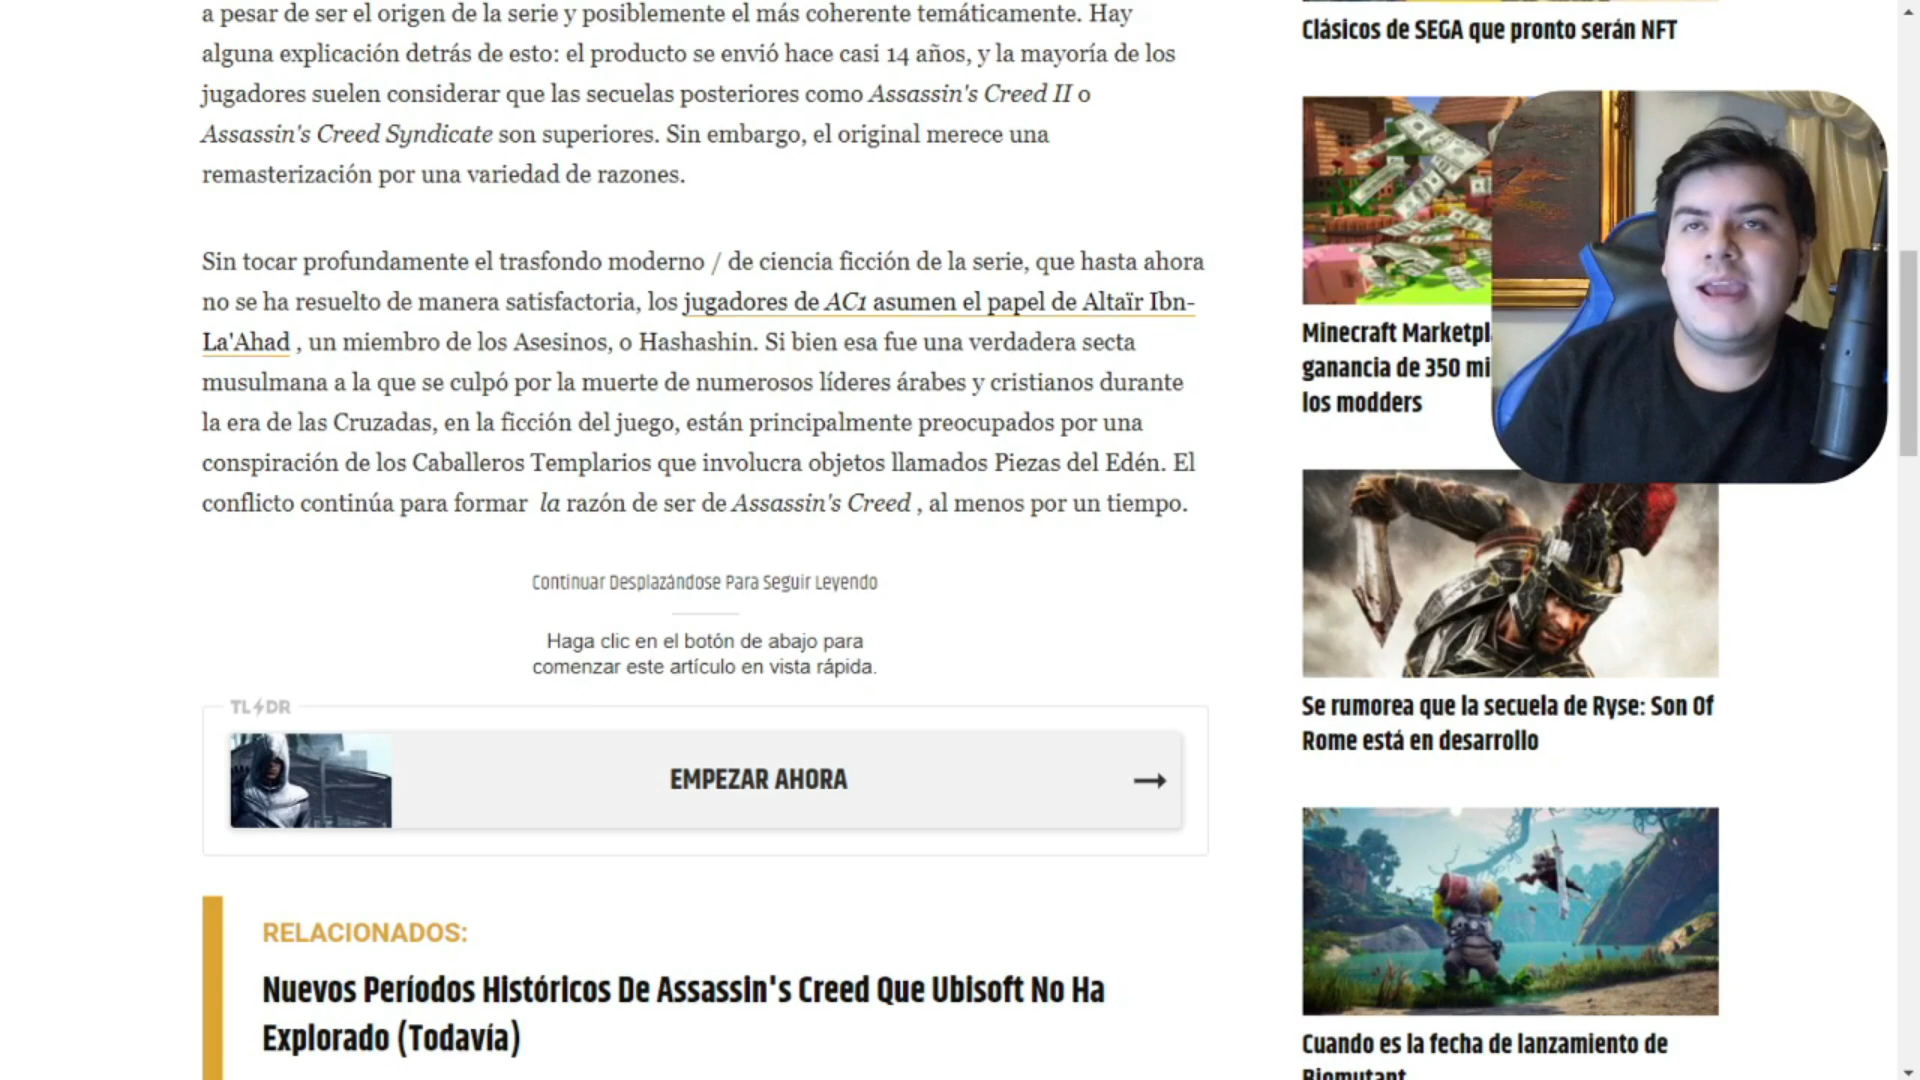 a pesar de ser el origen de la serie y posiblemente el más coherente temáticamente. Hay
alguna explicación detrás de esto: el producto se envió hace casi 14 años, y la mayoría de los
jugadores suelen considerar que las secuelas posteriores como Assassin's Creed II o
Assassin's Creed Syndicate son superiores. Sin embargo, el original merece una
remasterización por una variedad de razones.
Sin tocar profundamente el trasfondo moderno / de ciencia ficción de la serie, que hasta ahora
no se ha resuelto de manera satisfactoria, los jugadores de AC1 asumen el papel de Altaïr Ibn-
La'Ahad , un miembro de los Asesinos, o Hashashin. Si bien esa fue una verdadera secta
musulmana a la que se culpó por la muerte de numerosos líderes árabes y cristianos durante
la era de las Cruzadas, en la ficción del juego, están principalmente preocupados por una
conspiración de los Caballeros Templarios que involucra objetos llamados Piezas del Edén. El
conflicto continúa para formar la razón de ser de Assassin's Creed , al menos por un tiempo.
Continuar Desplazándose Para Seguir Leyendo
Haga clic en el botón de abajo para
comenzar este artículo en vista rápida.
TL DR
EMPEZAR AHORA
RELACIONADOS:
Nuevos Períodos Históricos De Assassin's Creed Que Ubisoft No Ha
Explorado (Todavía)
Clásicos de SEGA que pronto serán NFT
Minecraft Marketpl
ganancia de 350 mi
los modders
Se rumorea que la secuela de Ryse: Son Of
Rome está en desarrollo
Cuando es la fecha de lanzamiento de
Biomutant